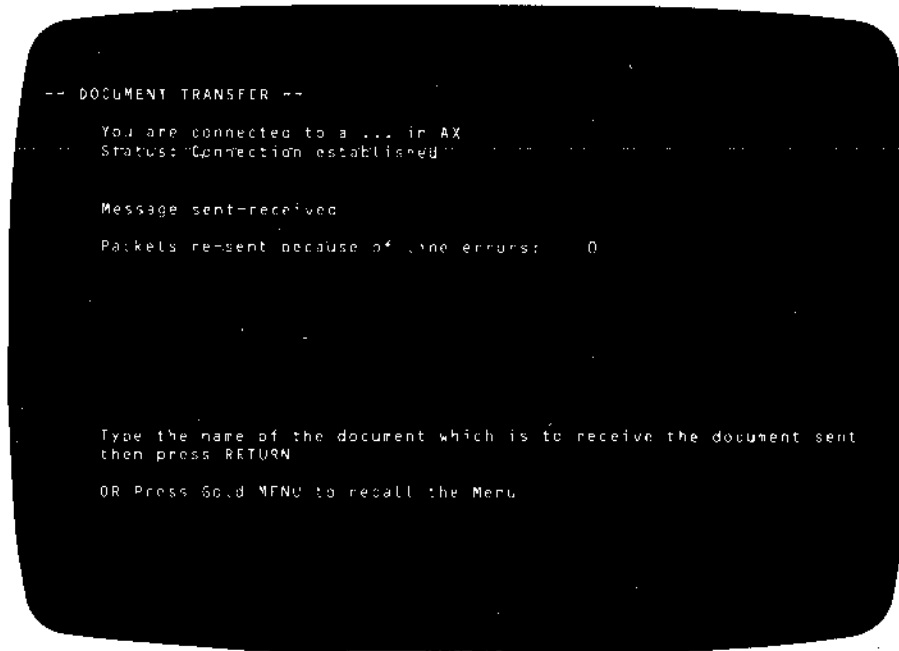 -- DOCUMENT TRANSFER --
You are connected to a ... in AX
Status: Connection established
Message sent-received
Packets re-sent because of line errors: 0
Type the name of the document which is to receive the document sent
then press RETURN
OR Press Gold MENU to recall the Menu